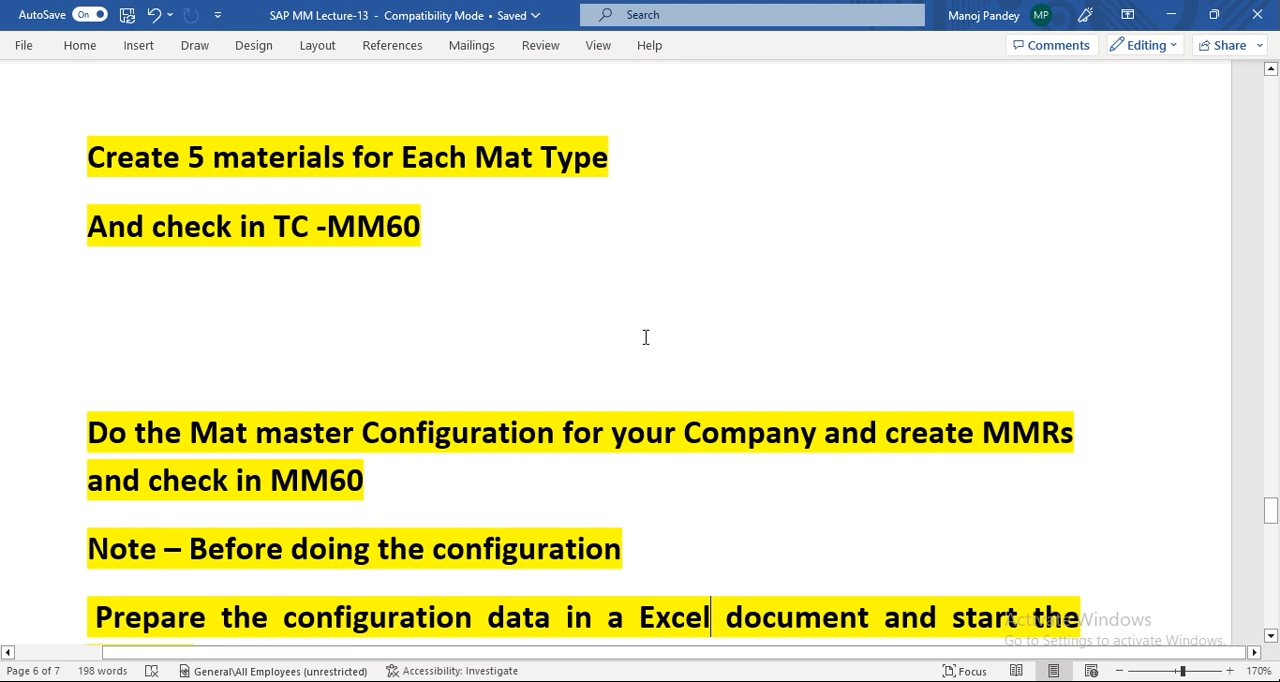 AutoSave On SAP MM Lecture-13 - Compatibility Mode • Saved Search Manoj Pandey MP
File Home Insert Draw Design Layout References Mailings Review View Help Comments Editing Share
Create 5 materials for Each Mat Type
And check in TC -MM60
Do the Mat master Configuration for your Company and create MMRs
and check in MM60
Note – Before doing the configuration
Prepare the configuration data in a Excel document and start the
Activate Windows
Go to Settings to activate Windows.
Page 6 of 7 198 words General\All Employees (unrestricted) Accessibility: Investigate Focus 170%